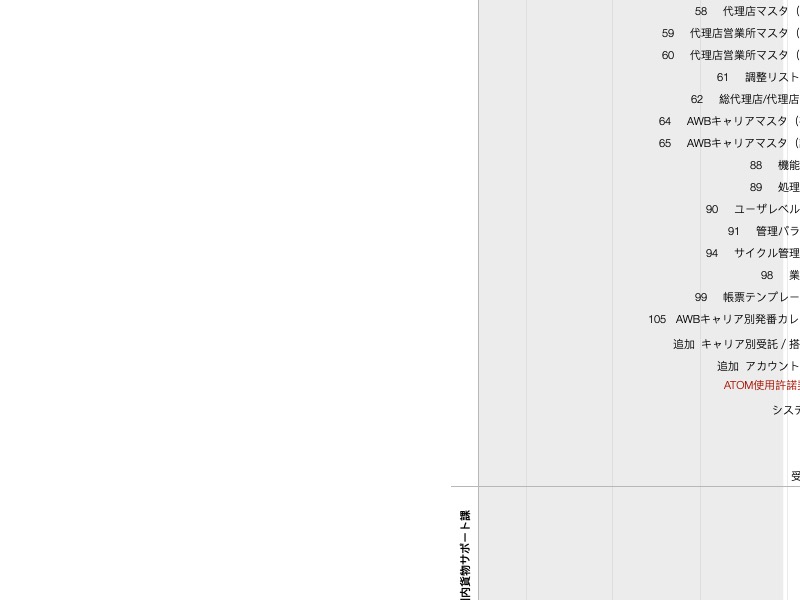 58 代理店マスタ（
59 代理店営業所マスタ（
60 代理店営業所マスタ（
61 調整リスト
62 総代理店/代理店
64 AWBキャリアマスタ（
65 AWBキャリアマスタ（
88 機能
89 処理
90 ユーザレベル
91 管理パラ
94 サイクル管理
98 業
99 帳票テンプレー
105 AWBキャリア別発番カレ
追加 キャリア別受託 / 搭
追加 アカウント
ATOM使用許諾
システ
受
内貨物サポート課